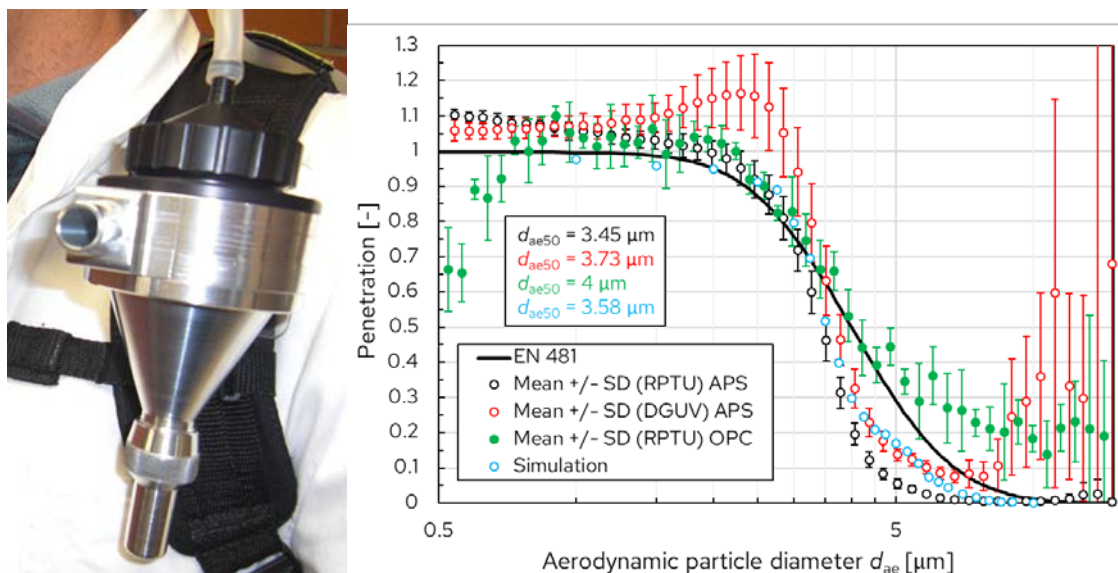 1.3
1.2
1.1
1
0.9
0.8
0.7
0.6
0.5
0.4
0.3
0.2
0.1
0
Penetration [-]
dae50 = 3.45 µm
dae50 = 3.73 µm
dae50 = 4 µm
dae50 = 3.58 µm
EN 481
Mean +/- SD (RPTU) APS
Mean +/- SD (DGUV) APS
Mean +/- SD (RPTU) OPC
Simulation
0.5
5
Aerodynamic particle diameter dae [µm]